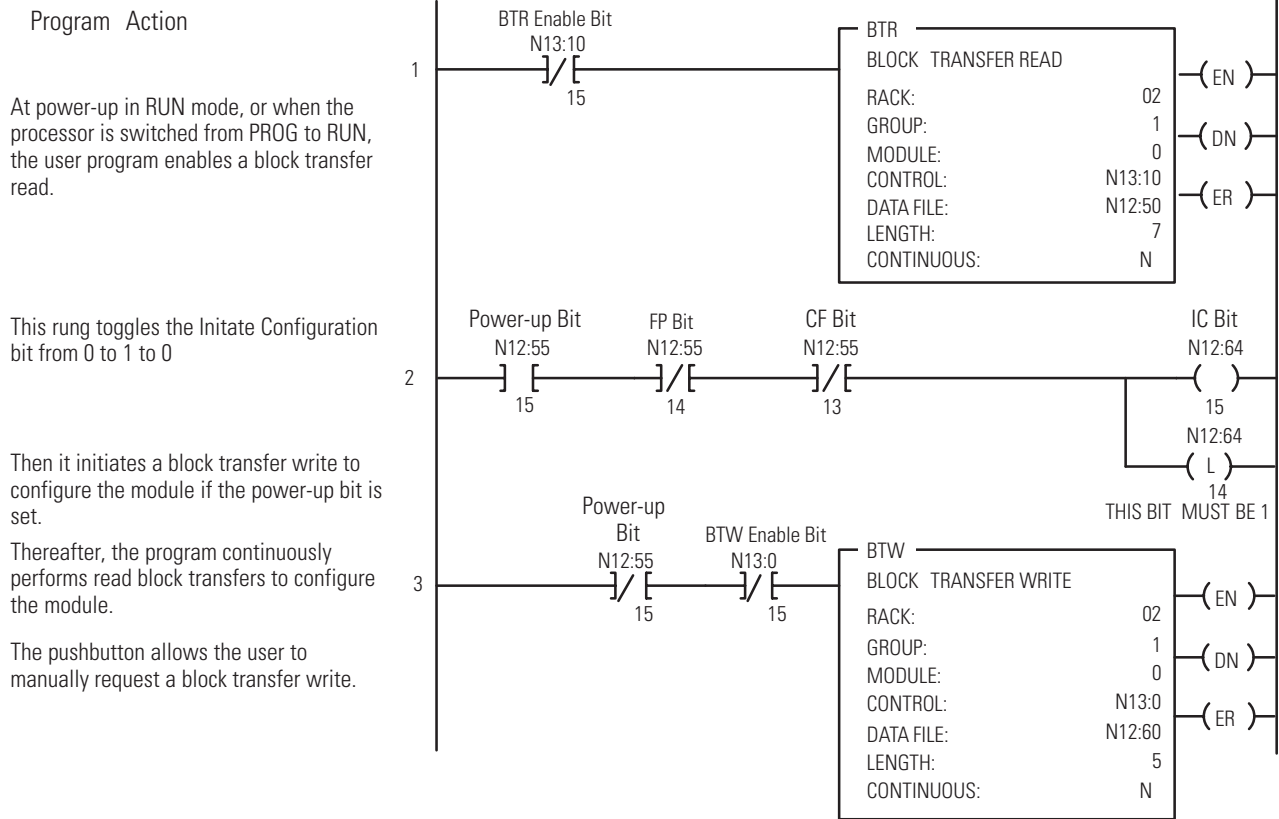 Program Action
At power-up in RUN mode, or when the
processor is switched from PROG to RUN,
the user program enables a block transfer
read.
BTR Enable Bit
N13:10
15
1
BTR
BLOCK TRANSFER READ
RACK: 02
GROUP: 1
MODULE: 0
CONTROL: N13:10
DATA FILE: N12:50
LENGTH: 7
CONTINUOUS: N
EN
DN
ER
This rung toggles the Initate Configuration
bit from 0 to 1 to 0
2
Power-up Bit
N12:55
15
FP Bit
N12:55
14
CF Bit
N12:55
13
IC Bit
N12:64
15
N12:64
L
14
THIS BIT MUST BE 1
Then it initiates a block transfer write to
configure the module if the power-up bit is
set.
Thereafter, the program continuously
performs read block transfers to configure
the module.
The pushbutton allows the user to
manually request a block transfer write.
3
Power-up
Bit
N12:55
15
BTW Enable Bit
N13:0
15
BTW
BLOCK TRANSFER WRITE
RACK: 02
GROUP: 1
MODULE: 0
CONTROL: N13:0
DATA FILE: N12:60
LENGTH: 5
CONTINUOUS: N
EN
DN
ER